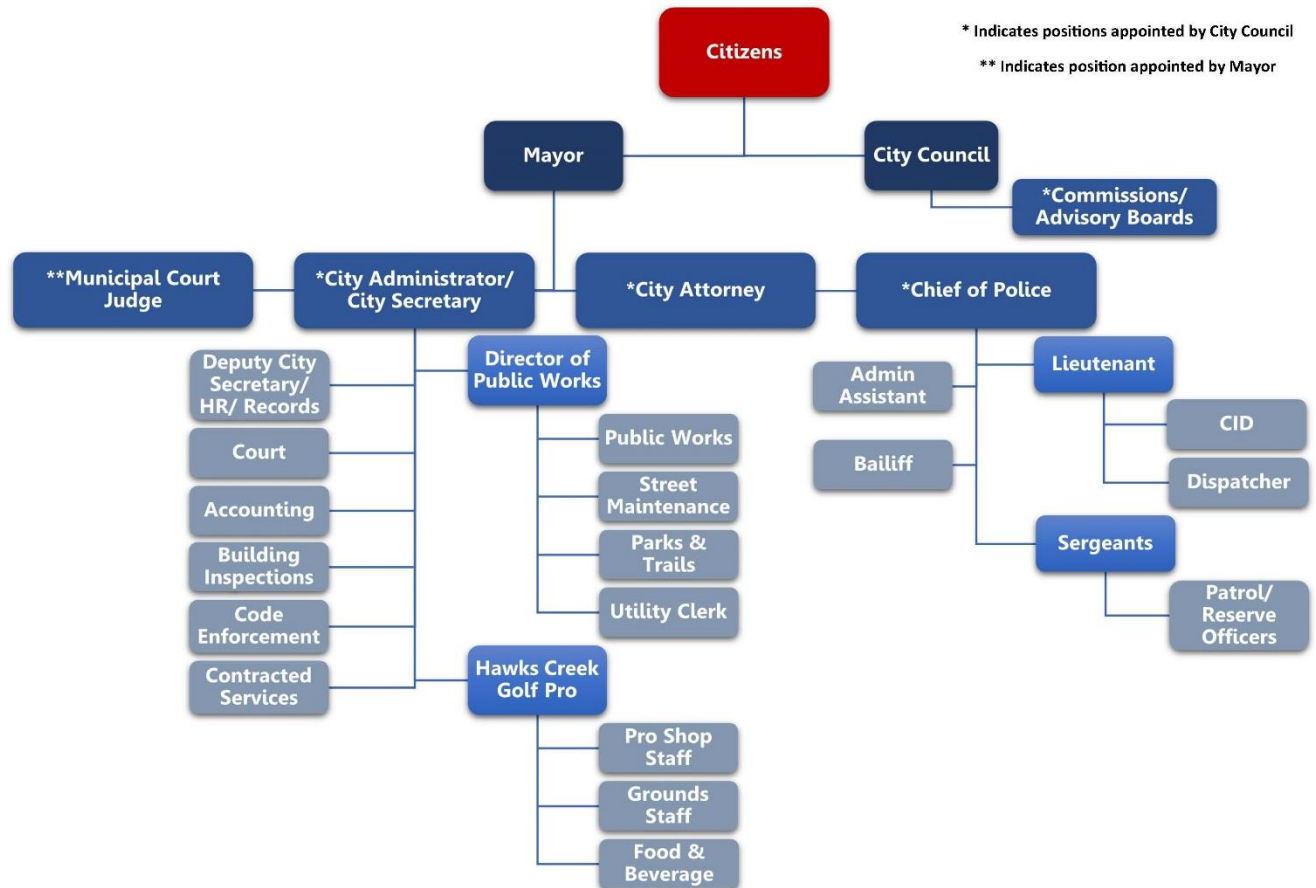 Citizens
* Indicates positions appointed by City Council
** Indicates position appointed by Mayor
Mayor
City Council
*Commissions/
Advisory Boards
**Municipal Court
Judge
*City Administrator/
City Secretary
*City Attorney
*Chief of Police
Deputy City
Secretary/
HR/ Records
Court
Accounting
Building
Inspections
Code
Enforcement
Contracted
Services
Director of
Public Works
Public Works
Street
Maintenance
Parks &
Trails
Utility Clerk
Hawks Creek
Golf Pro
Pro Shop
Staff
Grounds
Staff
Food &
Beverage
Admin
Assistant
Bailiff
Lieutenant
CID
Dispatcher
Sergeants
Patrol/
Reserve
Officers